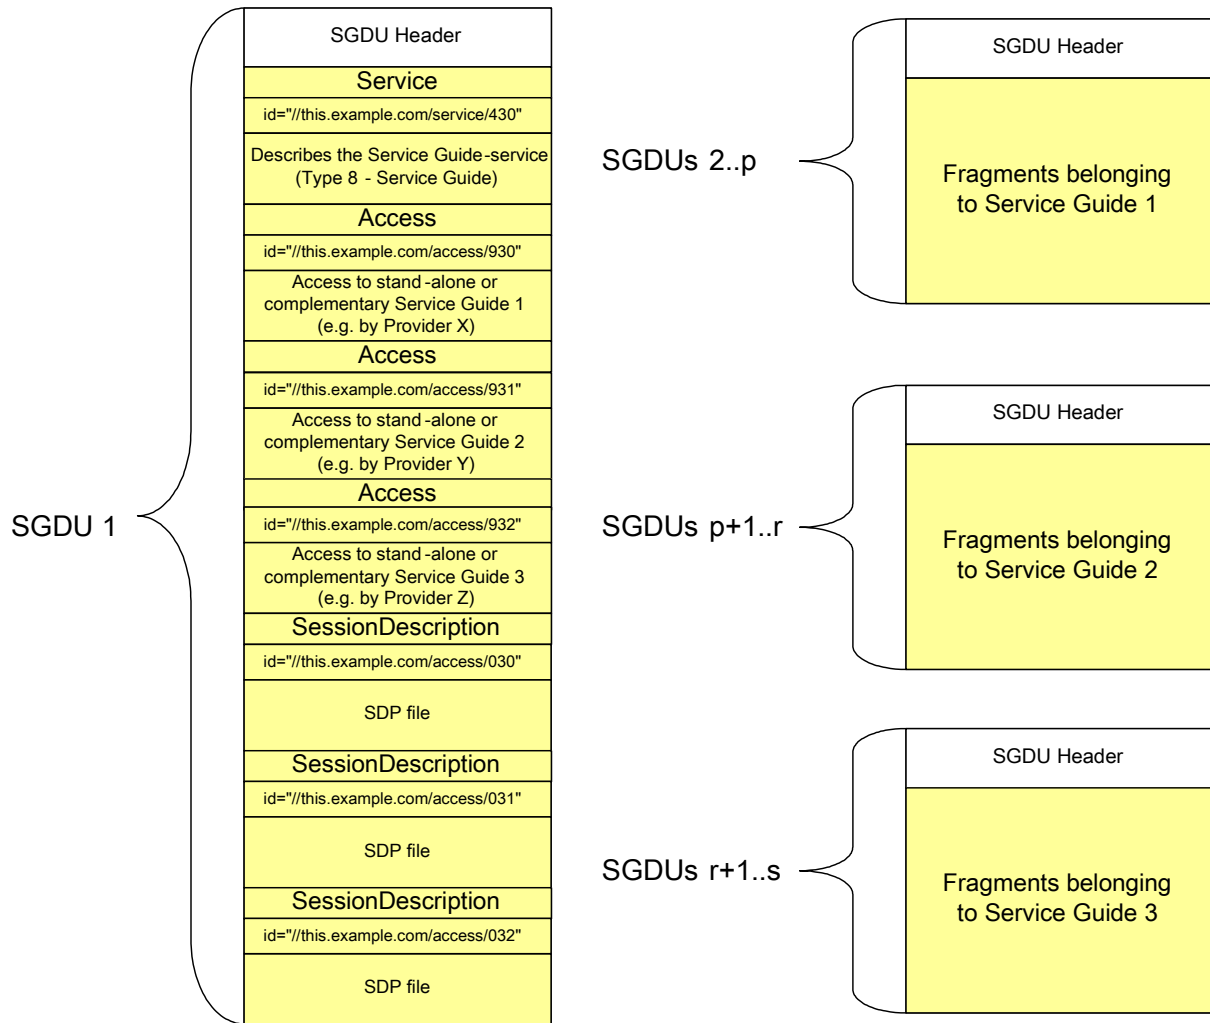 SGDU 1
SGDU Header
Service
id="//this.example.com/service/430"
Describes the Service Guide-service
(Type 8 - Service Guide)
Access
id="//this.example.com/access/930"
Access to stand-alone or
complementary Service Guide 1
(e.g. by Provider X)
Access
id="//this.example.com/access/931"
Access to stand-alone or
complementary Service Guide 2
(e.g. by Provider Y)
Access
id="//this.example.com/access/932"
Access to stand-alone or
complementary Service Guide 3
(e.g. by Provider Z)
SessionDescription
id="//this.example.com/access/030"
SDP file
SessionDescription
id="//this.example.com/access/031"
SDP file
SessionDescription
id="//this.example.com/access/032"
SDP file
SGDUs 2..p
SGDU Header
Fragments belonging
to Service Guide 1
SGDUs p+1..r
SGDU Header
Fragments belonging
to Service Guide 2
SGDUs r+1..s
SGDU Header
Fragments belonging
to Service Guide 3